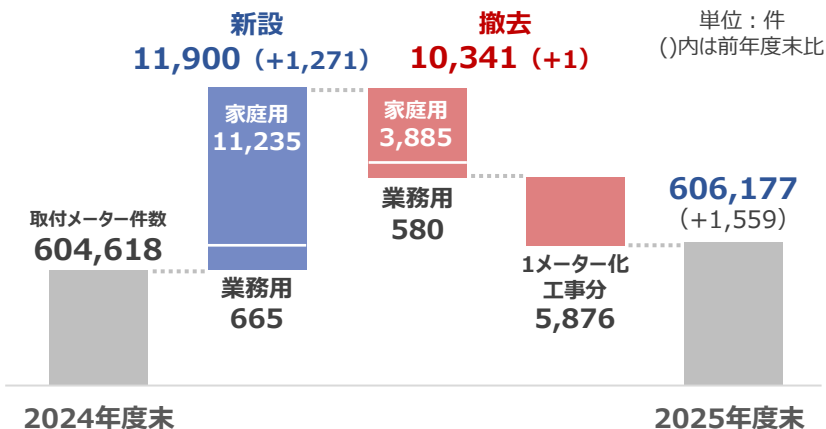 新設
11,900（+1,271）
撤去
10,341（+1）
単位：件
()内は前年度末比
家庭用
11,235
家庭用
3,885
取付メーター件数
604,618
業務用
665
業務用
580
1メーター化
工事分
5,876
606,177
（+1,559）
2024年度末
2025年度末